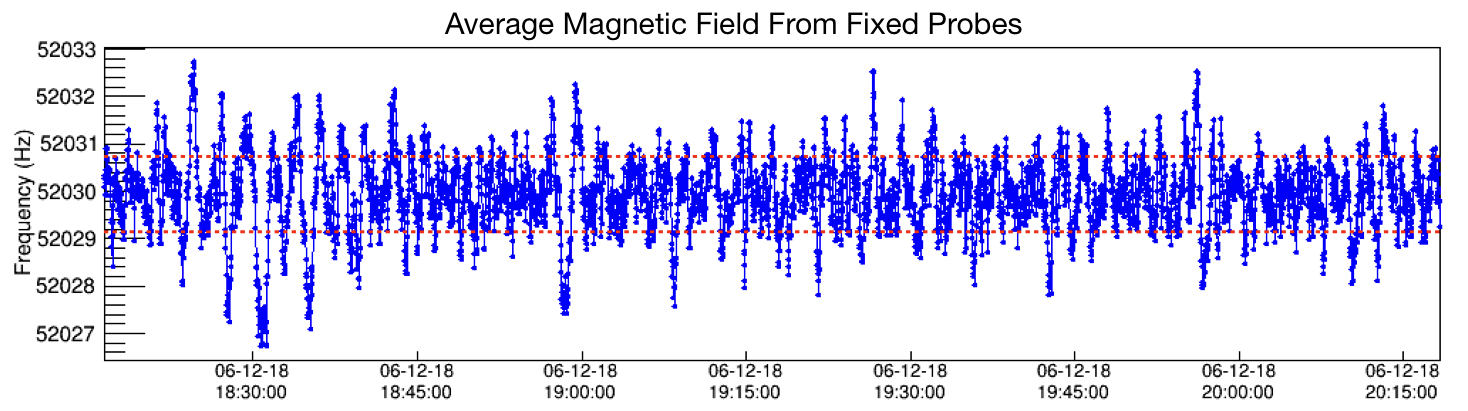 Average Magnetic Field From Fixed Probes
Frequency (Hz)
52033
52032
52031
52030
52029
52028
52027
06-12-18 06-12-18 06-12-18 06-12-18 06-12-18 06-12-18 06-12-18 06-12-18
18:30:00 18:45:00 19:00:00 19:15:00 19:30:00 19:45:00 20:00:00 20:15:00